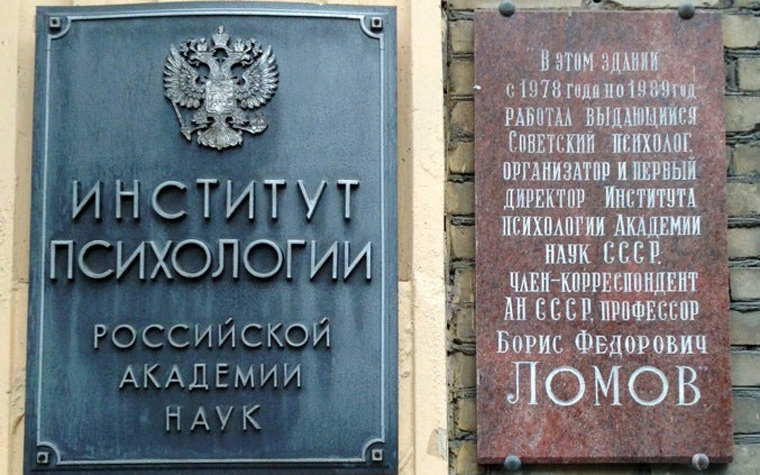 ИНСТИТУТ
ПСИХОЛОГИИ
РОССИЙСКОЙ
АКАДЕМИИ
НАУК
"В этом здании
с 1978 года по 1989 год
работал выдающийся
Советский психолог,
организатор и первый
директор Института
психологии Академии
наук СССР,
член-корреспондент
АН СССР, профессор
Борис Федорович
Ломов"